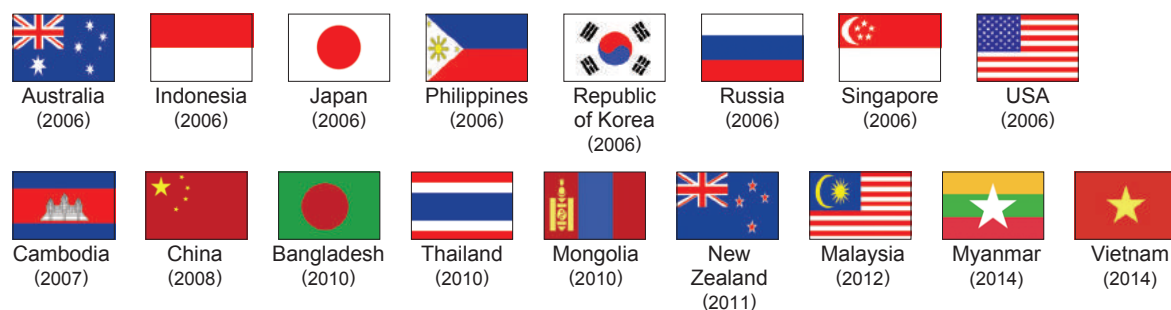 Australia
(2006)
Indonesia
(2006)
Japan
(2006)
Philippines
(2006)
Republic
of Korea
(2006)
Russia
(2006)
Singapore
(2006)
USA
(2006)
Cambodia
(2007)
China
(2008)
Bangladesh
(2010)
Thailand
(2010)
Mongolia
(2010)
New
Zealand
(2011)
Malaysia
(2012)
Myanmar
(2014)
Vietnam
(2014)